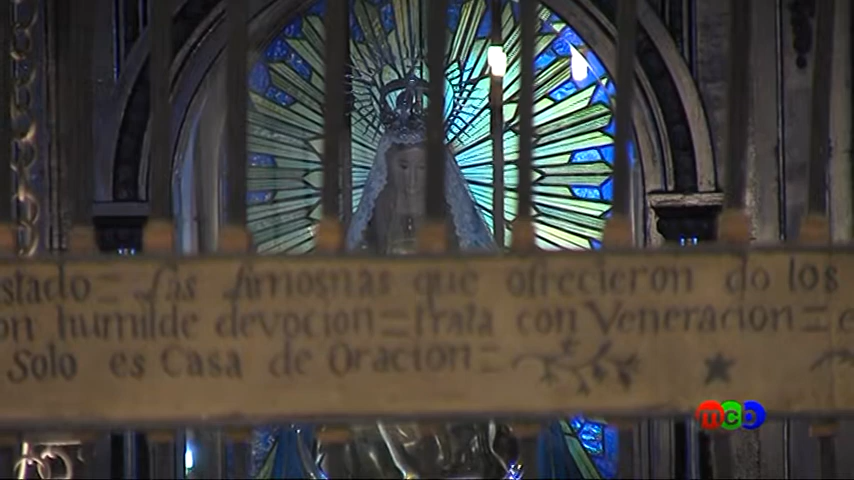 stado = Las limosnas que ofrecieron do los
on humilde devocion = trata con Veneracion = e
Solo es Casa de Oracion =
mcb